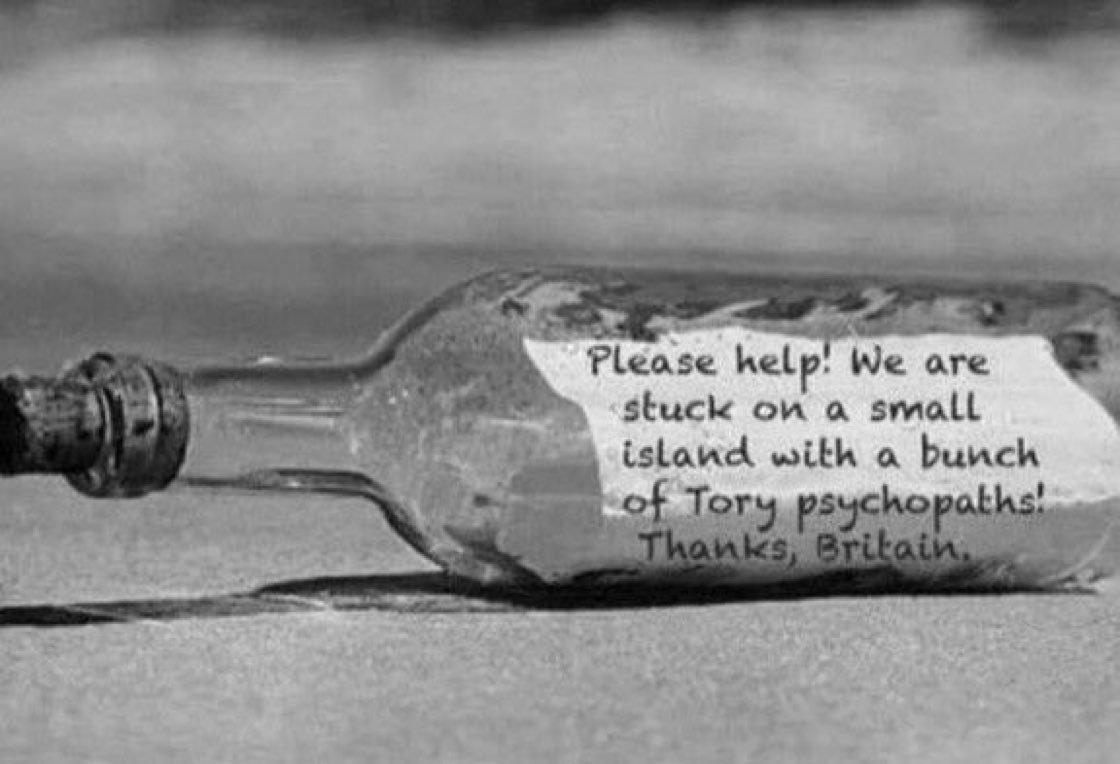 Please help! We are
stuck on a small
island with a bunch
of Tory psychopaths!
Thanks, Britain.